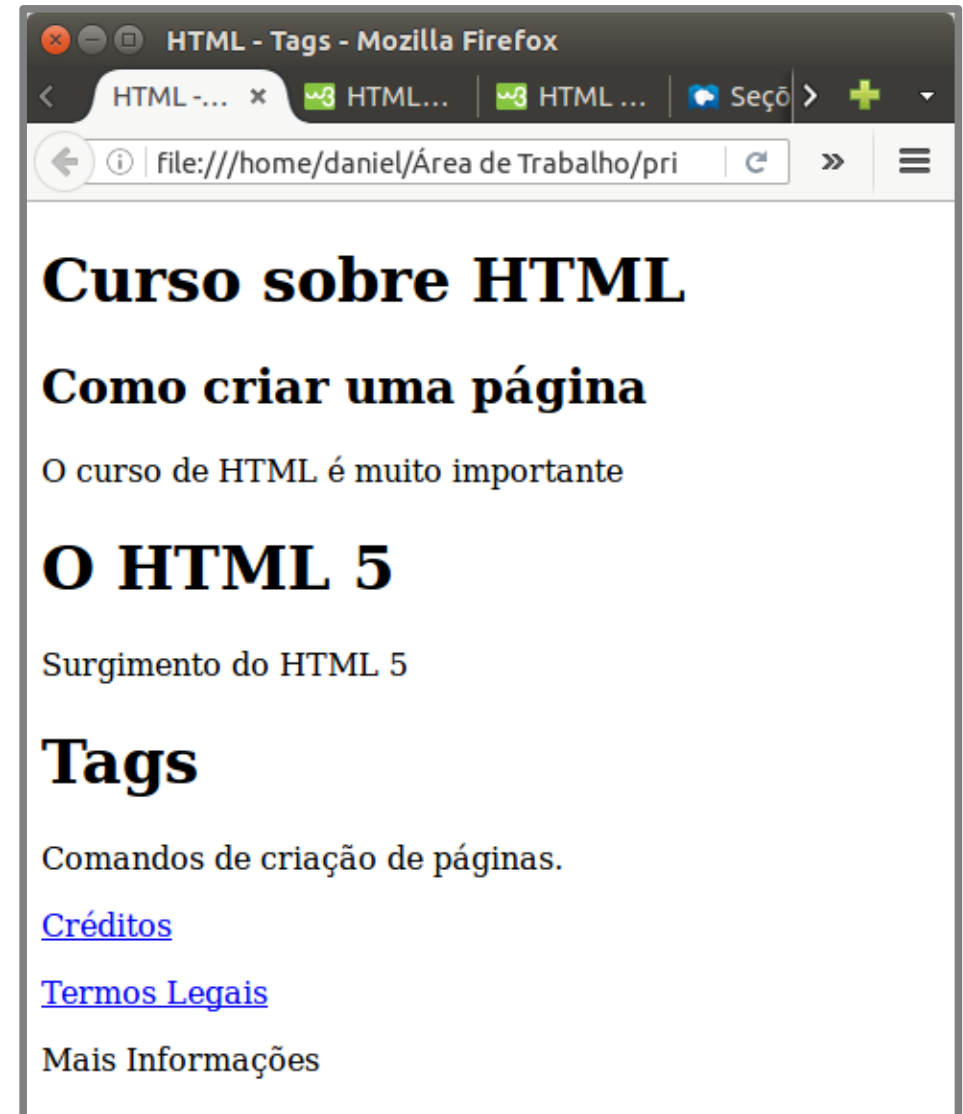 HTML - Tags - Mozilla Firefox
HTML -... HTML... HTML ... Seçõ
file:///home/daniel/Área de Trabalho/pri
Curso sobre HTML
Como criar uma página
O curso de HTML é muito importante
O HTML 5
Surgimento do HTML 5
Tags
Comandos de criação de páginas.
Créditos
Termos Legais
Mais Informações